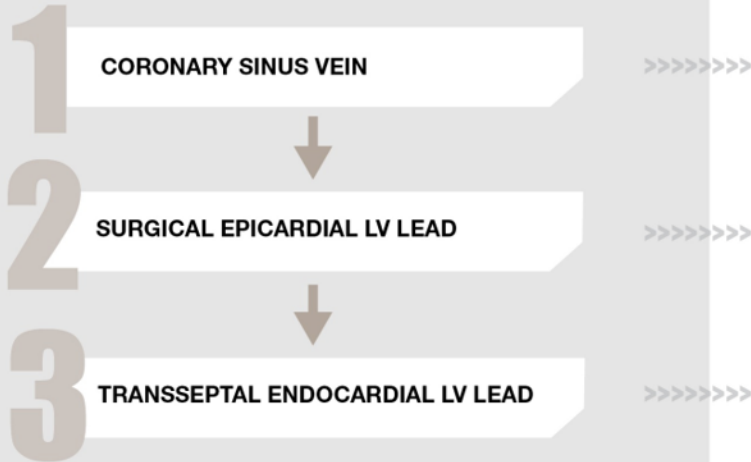 1
CORONARY SINUS VEIN >>>>>>>>
2
SURGICAL EPICARDIAL LV LEAD >>>>>>>>
3
TRANSSEPTAL ENDOCARDIAL LV LEAD >>>>>>>>